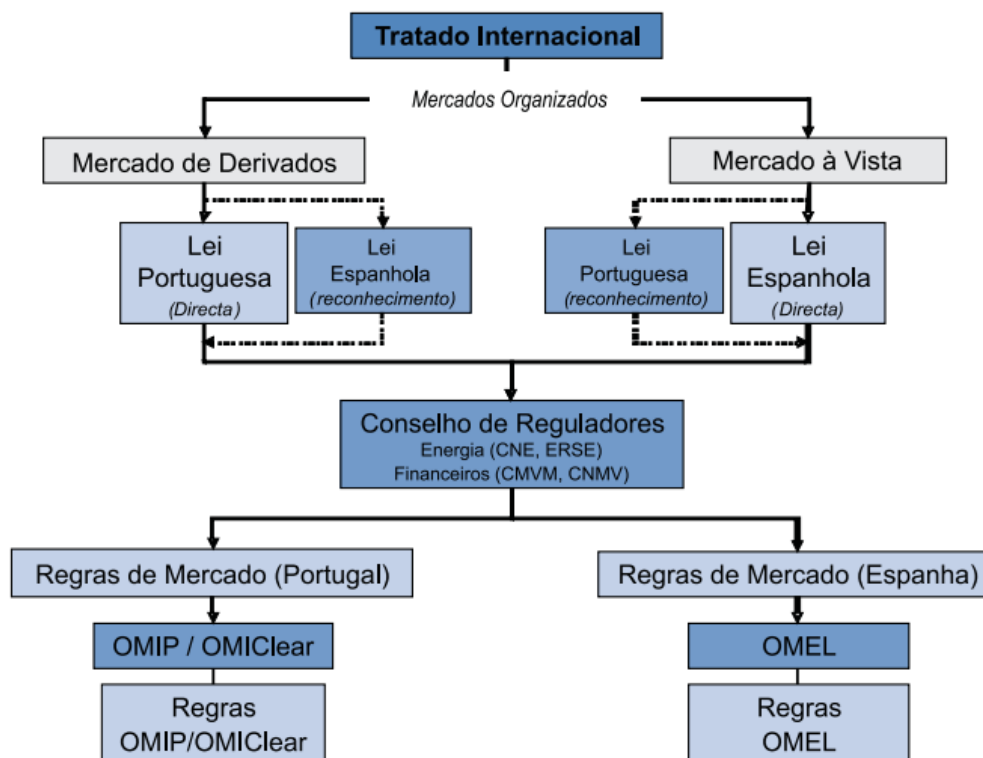 Tratado Internacional
Mercados Organizados
Mercado de Derivados
Mercado à Vista
Lei
Portuguesa
(Directa)
Lei
Espanhola
(reconhecimento)
Lei
Portuguesa
(reconhecimento)
Lei
Espanhola
(Directa)
Conselho de Reguladores
Energia (CNE, ERSE)
Financeiros (CMVM, CNMV)
Regras de Mercado (Portugal)
Regras de Mercado (Espanha)
OMIP / OMIClear
OMEL
Regras
OMIP/OMIClear
Regras
OMEL